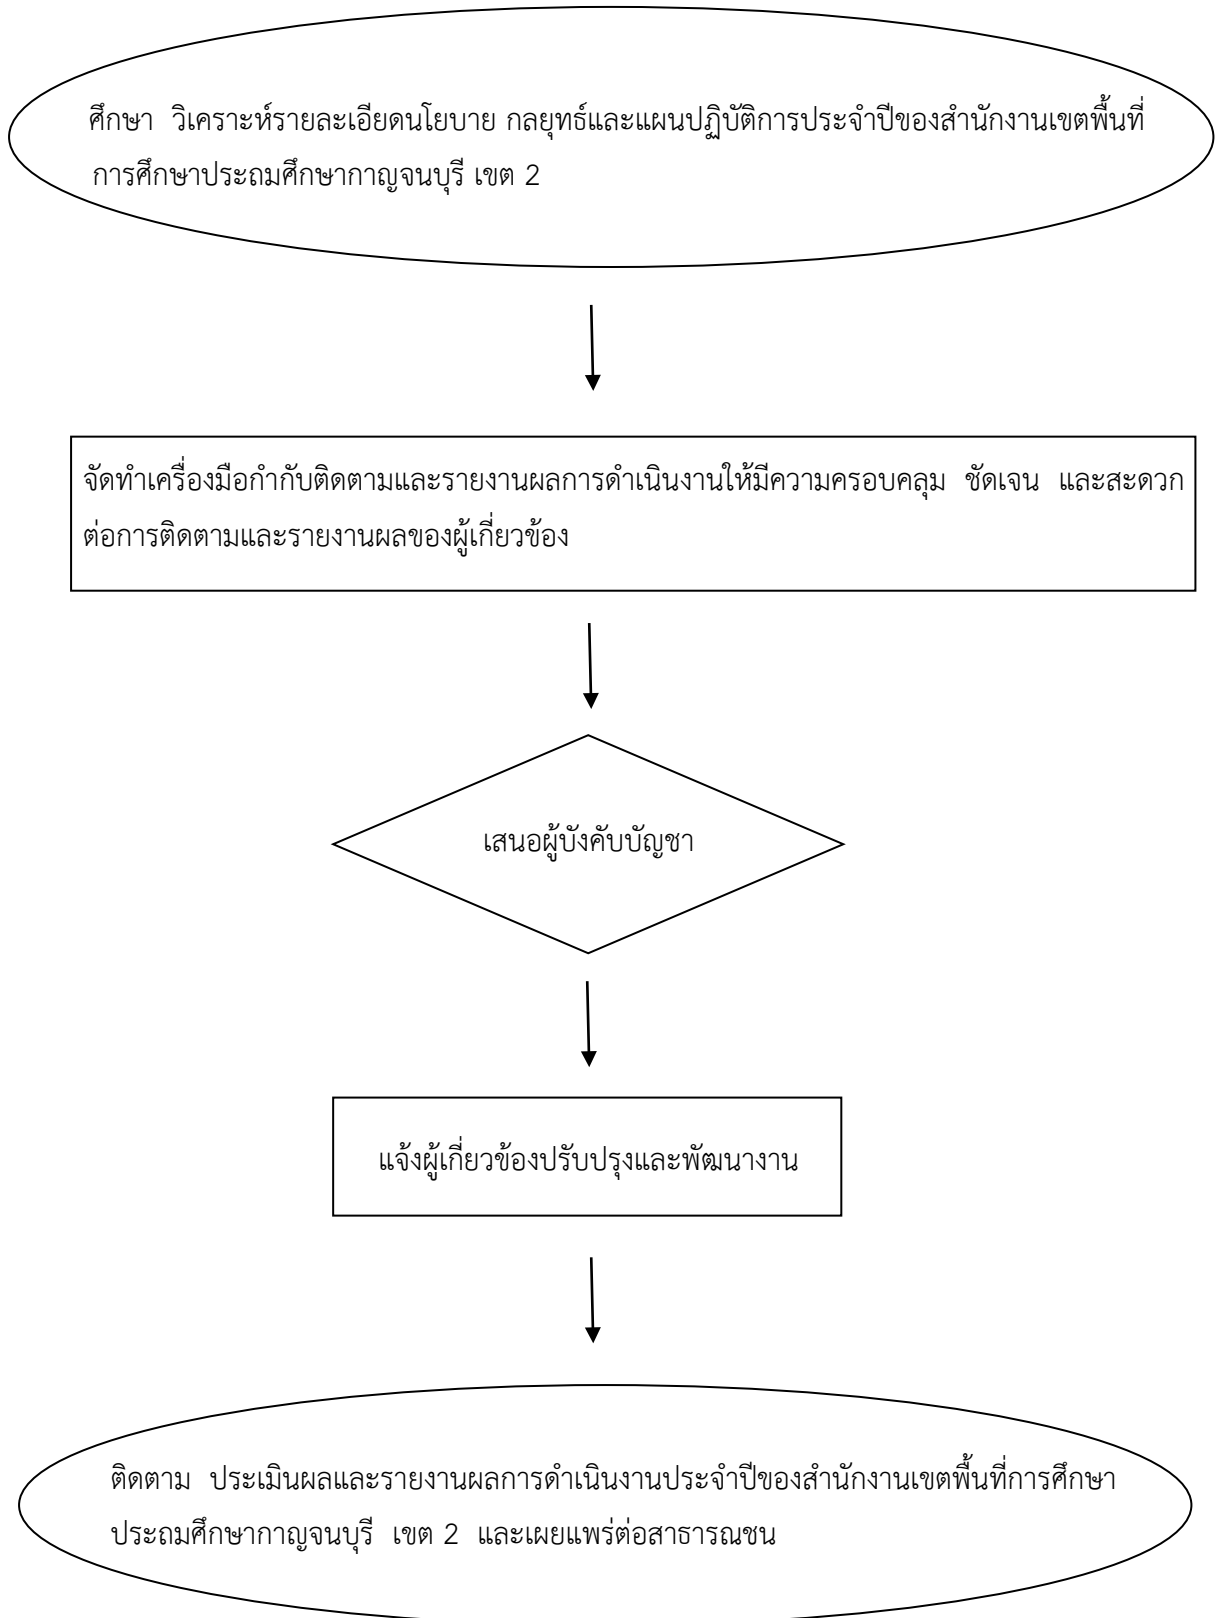 ศึกษา  วิเคราะห์รายละเอียดนโยบาย กลยุทธ์และแผนปฏิบัติการประจำปีของสำนักงานเขตพื้นที่
การศึกษาประถมศึกษากาญจนบุรี เขต 2
จัดทำเครื่องมือกำกับติดตามและรายงานผลการดำเนินงานให้มีความครอบคลุม  ชัดเจน  และสะดวก
ต่อการติดตามและรายงานผลของผู้เกี่ยวข้อง
เสนอผู้บังคับบัญชา
แจ้งผู้เกี่ยวข้องปรับปรุงและพัฒนางาน
ติดตาม  ประเมินผลและรายงานผลการดำเนินงานประจำปีของสำนักงานเขตพื้นที่การศึกษา
ประถมศึกษากาญจนบุรี  เขต 2  และเผยแพร่ต่อสาธารณชน